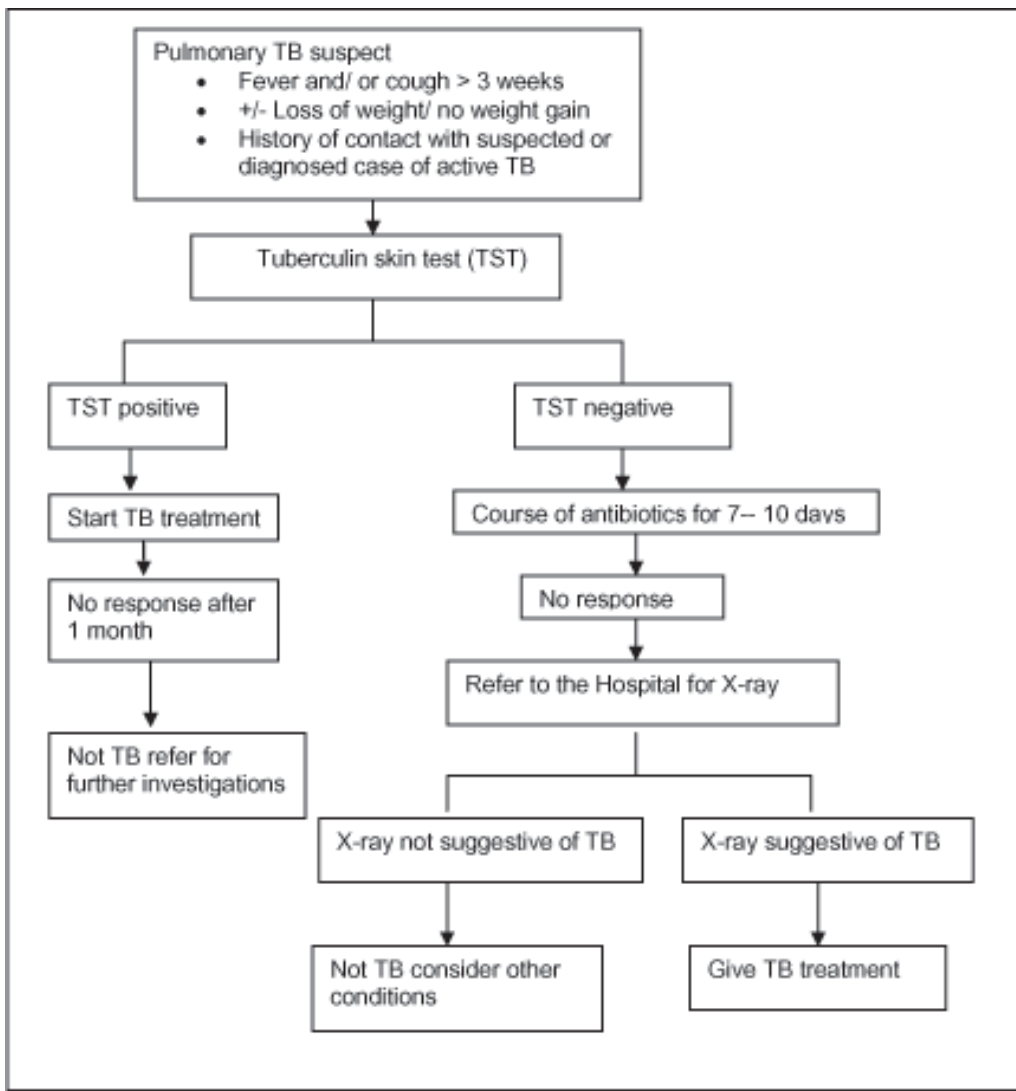 Pulmonary TB suspect
• Fever and/ or cough > 3 weeks
• +/- Loss of weight/ no weight gain
• History of contact with suspected or
diagnosed case of active TB
Tuberculin skin test (TST)
TST positive
TST negative
Start TB treatment
Course of antibiotics for 7-- 10 days
No response after
1 month
No response
Refer to the Hospital for X-ray
Not TB refer for
further investigations
X-ray not suggestive of TB
X-ray suggestive of TB
Not TB consider other
conditions
Give TB treatment